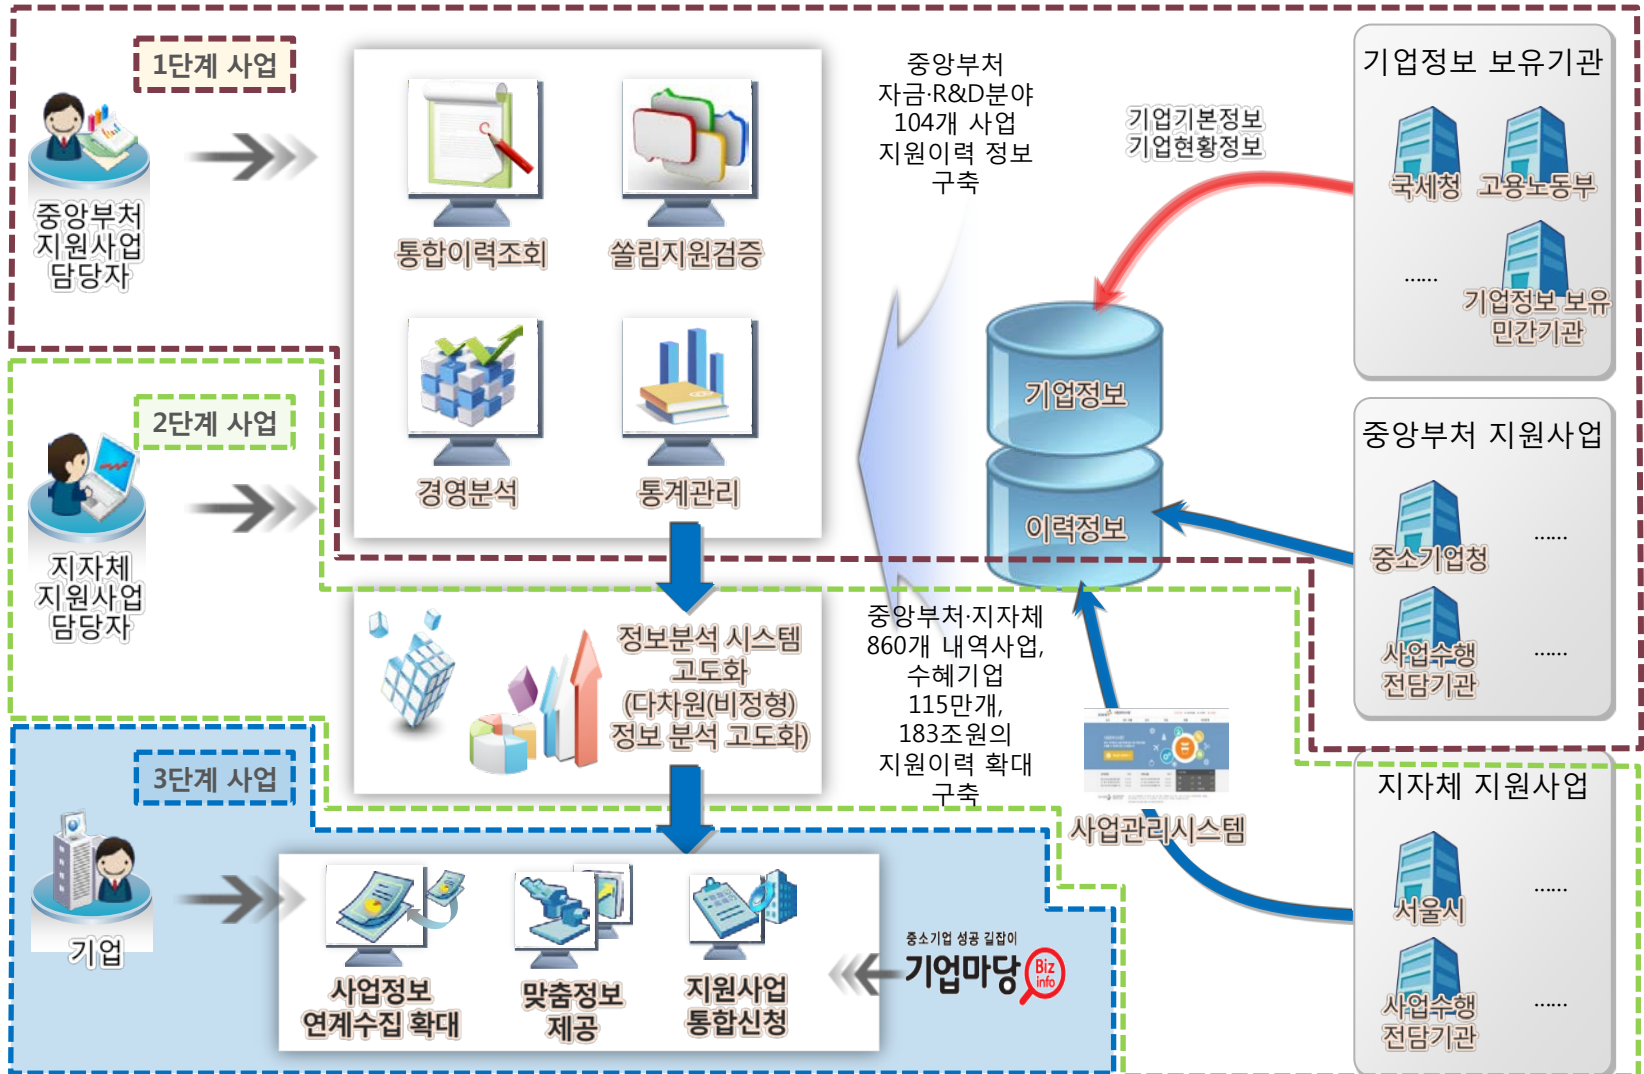 1단계 사업
중앙부처
지원사업
담당자
통합이력조회
쏠림지원검증
경영분석
통계관리
중앙부처
자금·R&D분야
104개 사업
지원이력 정보
구축
기업기본정보
기업현황정보
기업정보 보유기관
국세청
고용노동부
......
기업정보 보유
민간기관
기업정보
이력정보
중앙부처 지원사업
중소기업청
......
사업수행
전담기관
......
2단계 사업
지자체
지원사업
담당자
정보분석 시스템
고도화
(다차원(비정형)
정보 분석 고도화)
중앙부처·지자체
860개 내역사업,
수혜기업
115만개,
183조원의
지원이력 확대
구축
사업관리시스템
지자체 지원사업
서울시
......
사업수행
전담기관
......
3단계 사업
기업
사업정보
연계수집 확대
맞춤정보
제공
지원사업
통합신청
중소기업 성공 길잡이
기업마당
Biz
info